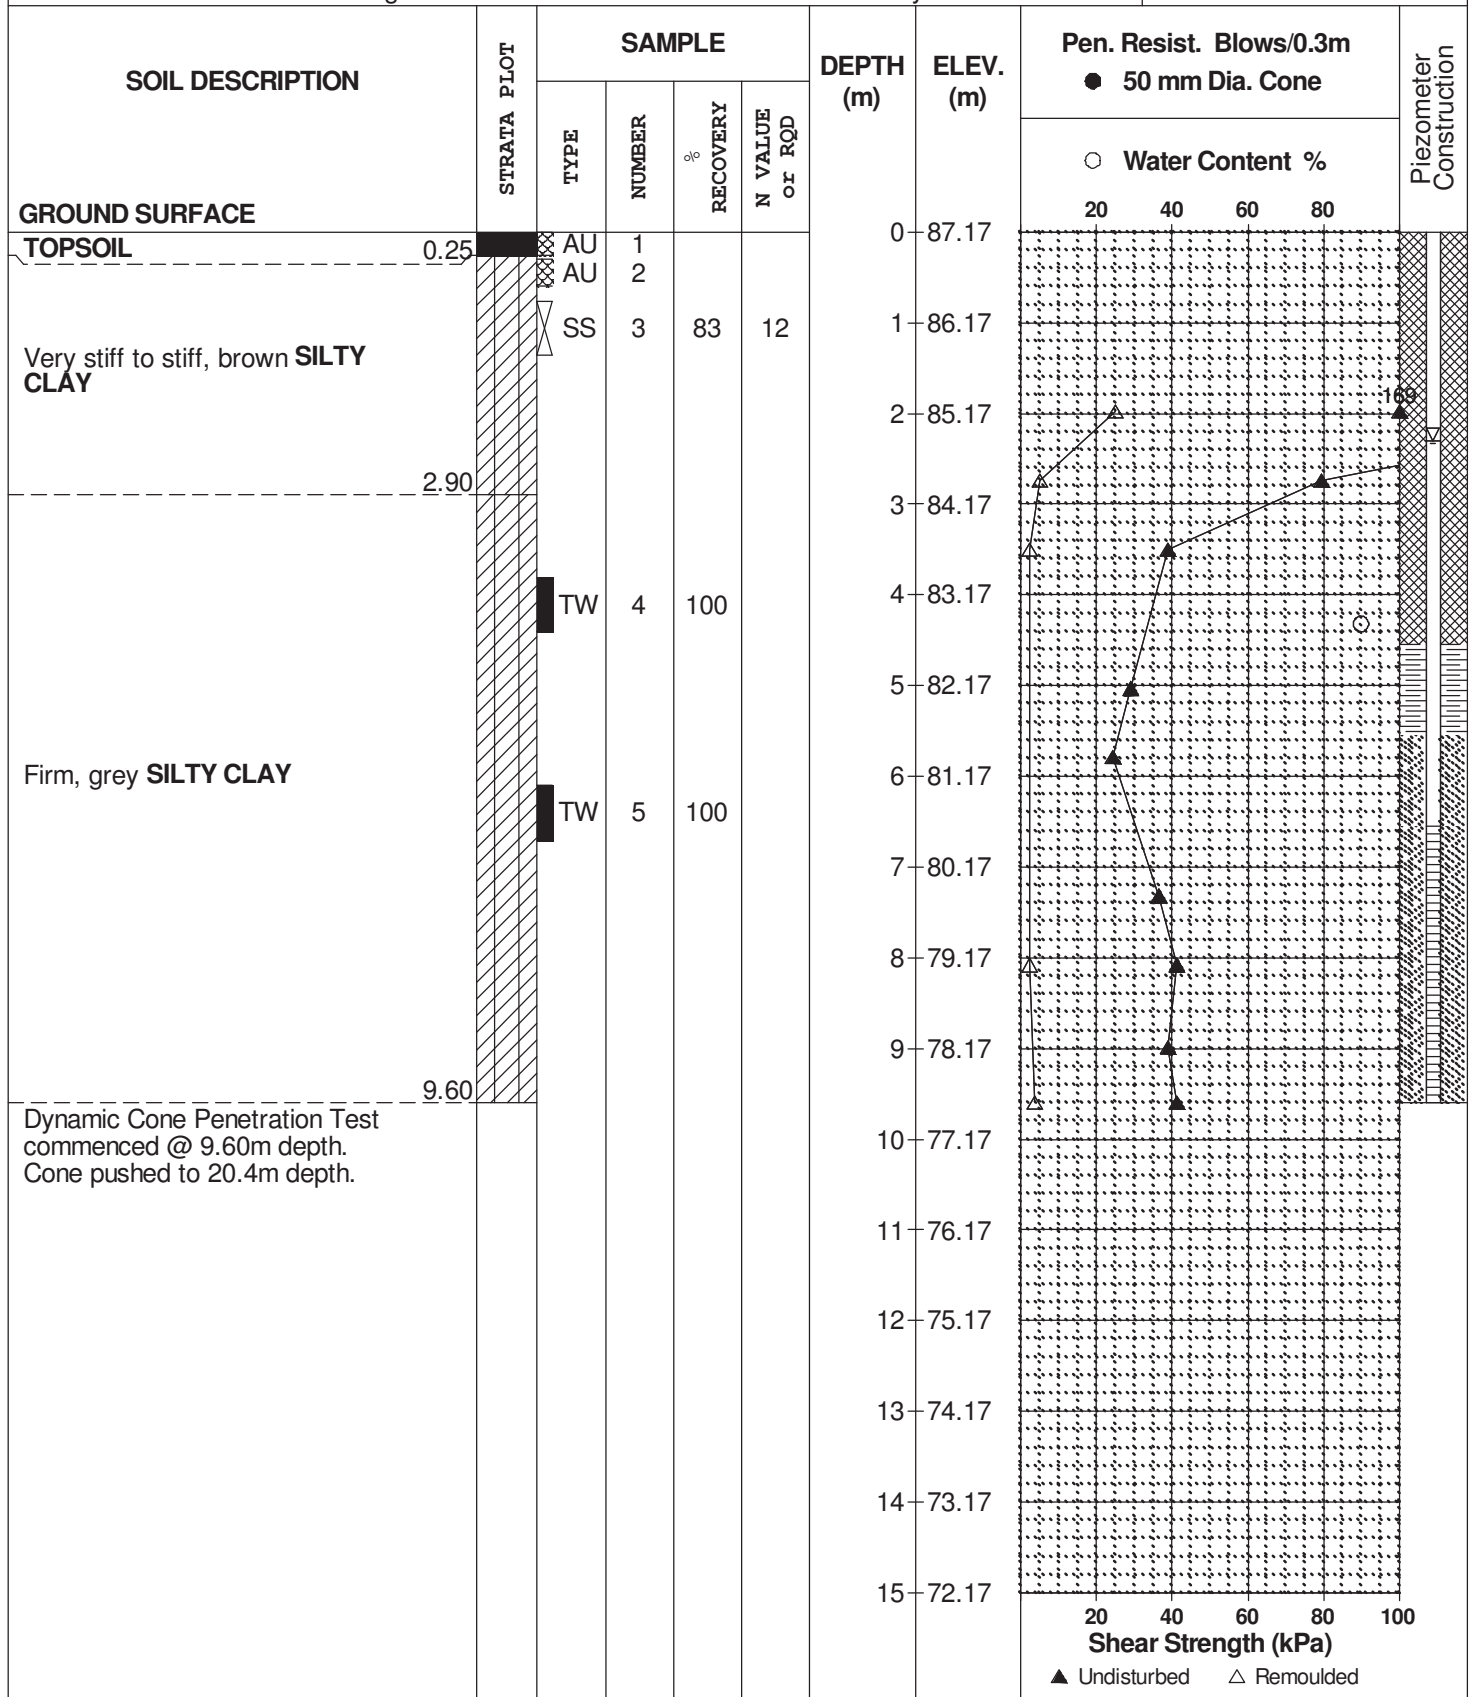 SOIL DESCRIPTION
GROUND SURFACE
STRATA PLOT
SAMPLE
TYPE
NUMBER
%
RECOVERY
N VALUE
or RQD
DEPTH
(m)
ELEV.
(m)
Pen. Resist. Blows/0.3m
● 50 mm Dia. Cone
○ Water Content %
20 40 60 80
Piezometer
Construction
TOPSOIL 0.25
AU 1
AU 2
SS 3 83 12
Very stiff to stiff, brown SILTY
CLAY
2.90
TW 4 100
Firm, grey SILTY CLAY
TW 5 100
9.60
Dynamic Cone Penetration Test
commenced @ 9.60m depth.
Cone pushed to 20.4m depth.
0 87.17
1 86.17
169
2 85.17
3 84.17
4 83.17
5 82.17
6 81.17
7 80.17
8 79.17
9 78.17
10 77.17
11 76.17
12 75.17
13 74.17
14 73.17
15 72.17
20 40 60 80 100
Shear Strength (kPa)
▲ Undisturbed △ Remoulded